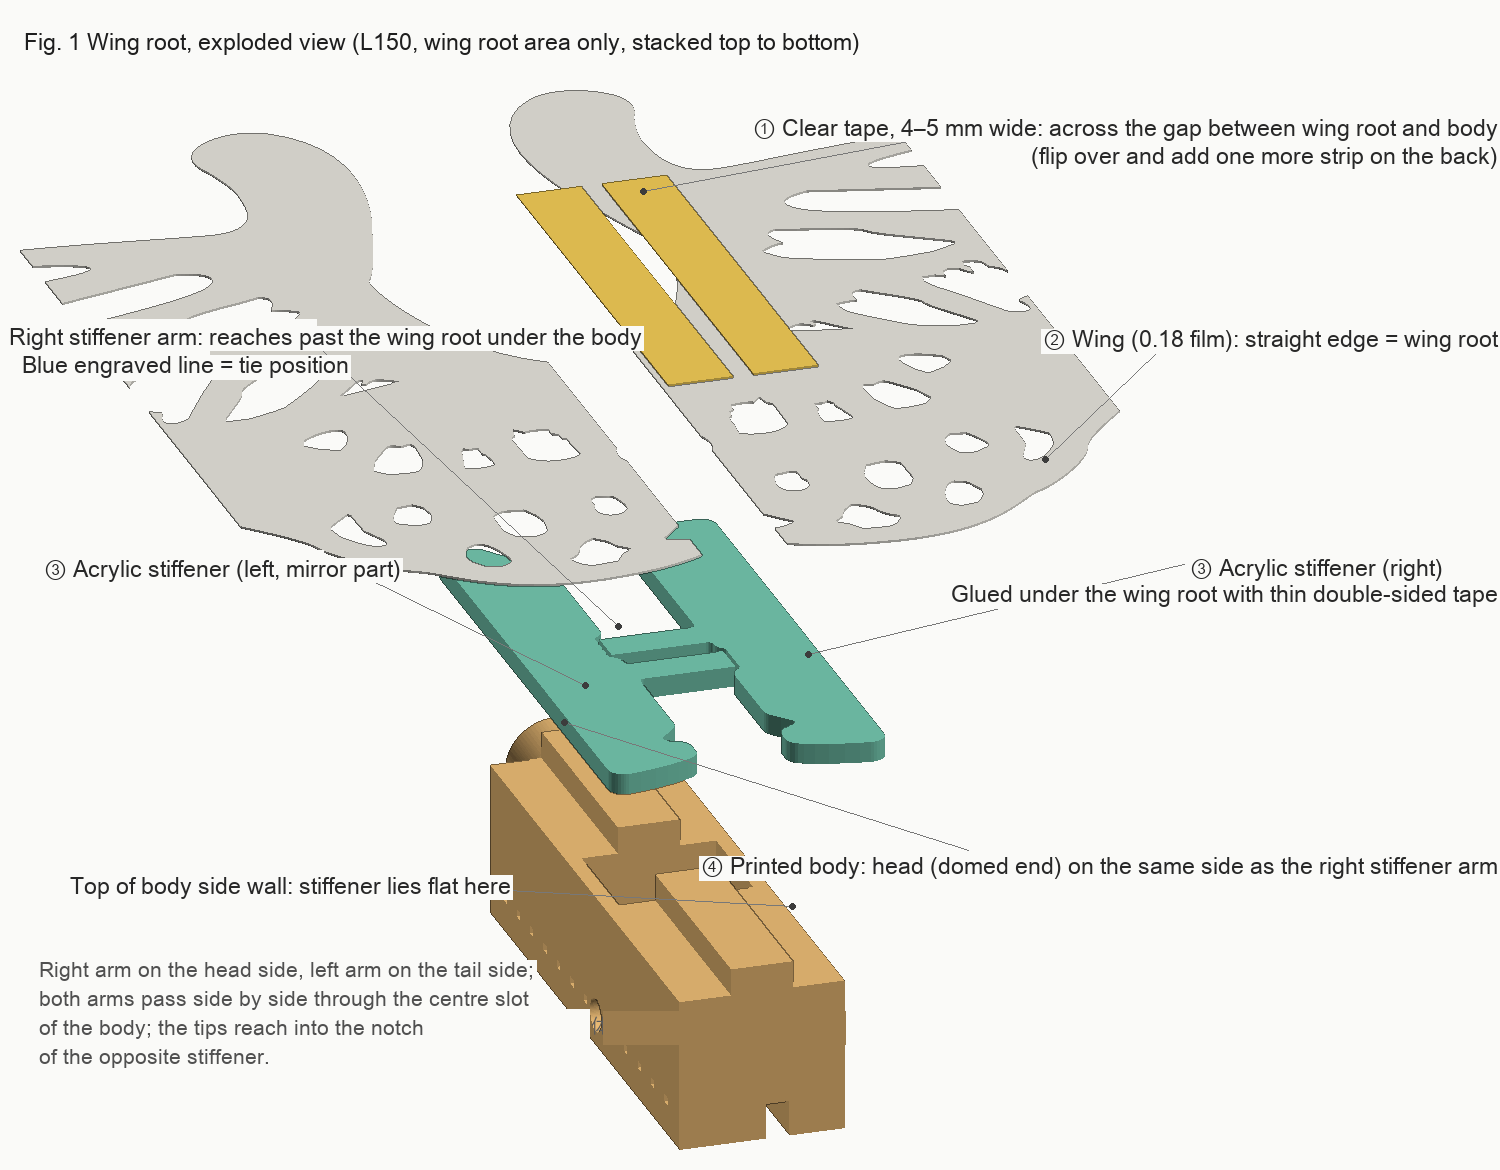 Fig. 1 Wing root, exploded view (L150, wing root area only, stacked top to bottom)
① Clear tape, 4–5 mm wide: across the gap between wing root and body
(flip over and add one more strip on the back)
Right stiffener arm: reaches past the wing root under the body
Blue engraved line = tie position
② Wing (0.18 film): straight edge = wing root
③ Acrylic stiffener (left, mirror part)
③ Acrylic stiffener (right)
Glued under the wing root with thin double-sided tape
④ Printed body: head (domed end) on the same side as the right stiffener arm
Top of body side wall: stiffener lies flat here
Right arm on the head side, left arm on the tail side;
both arms pass side by side through the centre slot
of the body; the tips reach into the notch
of the opposite stiffener.